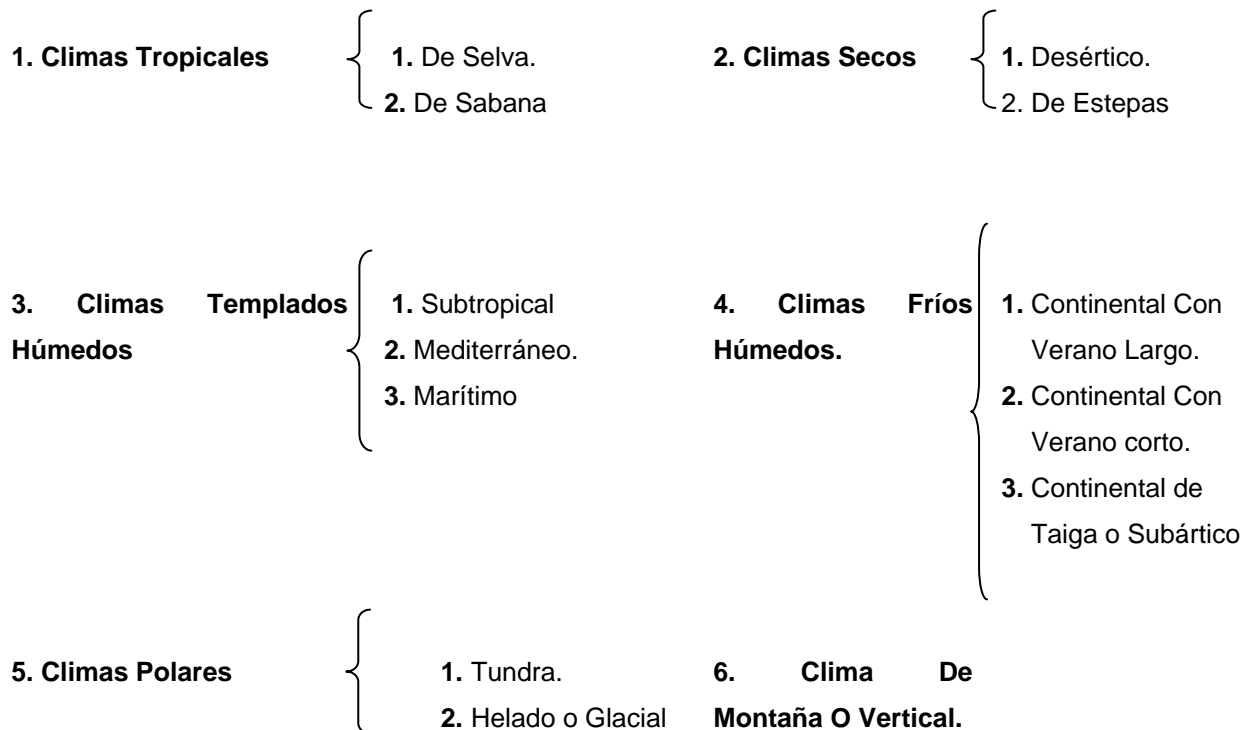 1. Climas Tropicales
1. De Selva.
2. De Sabana
2. Climas Secos
1. Desértico.
2. De Estepas
3. Climas Templados
Húmedos
1. Subtropical
2. Mediterráneo.
3. Marítimo
4. Climas Fríos
Húmedos.
1. Continental Con
Verano Largo.
2. Continental Con
Verano corto.
3. Continental de
Taiga o Subártico
5. Climas Polares
1. Tundra.
2. Helado o Glacial
6. Clima De
Montaña O Vertical.